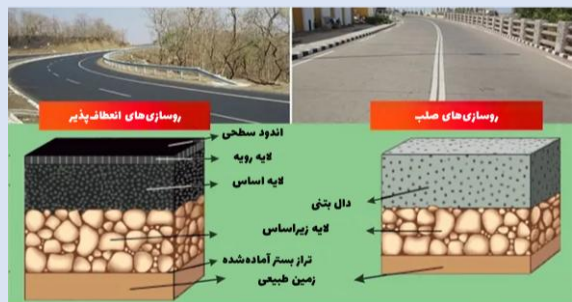 روسازی‌های صلب
روسازی‌های انعطاف‌پذیر
اندود سطحی
لایه رویه
لایه اساس
دال بتنی
لایه زیراساس
تراز بستر آماده‌شده
زمین طبیعی